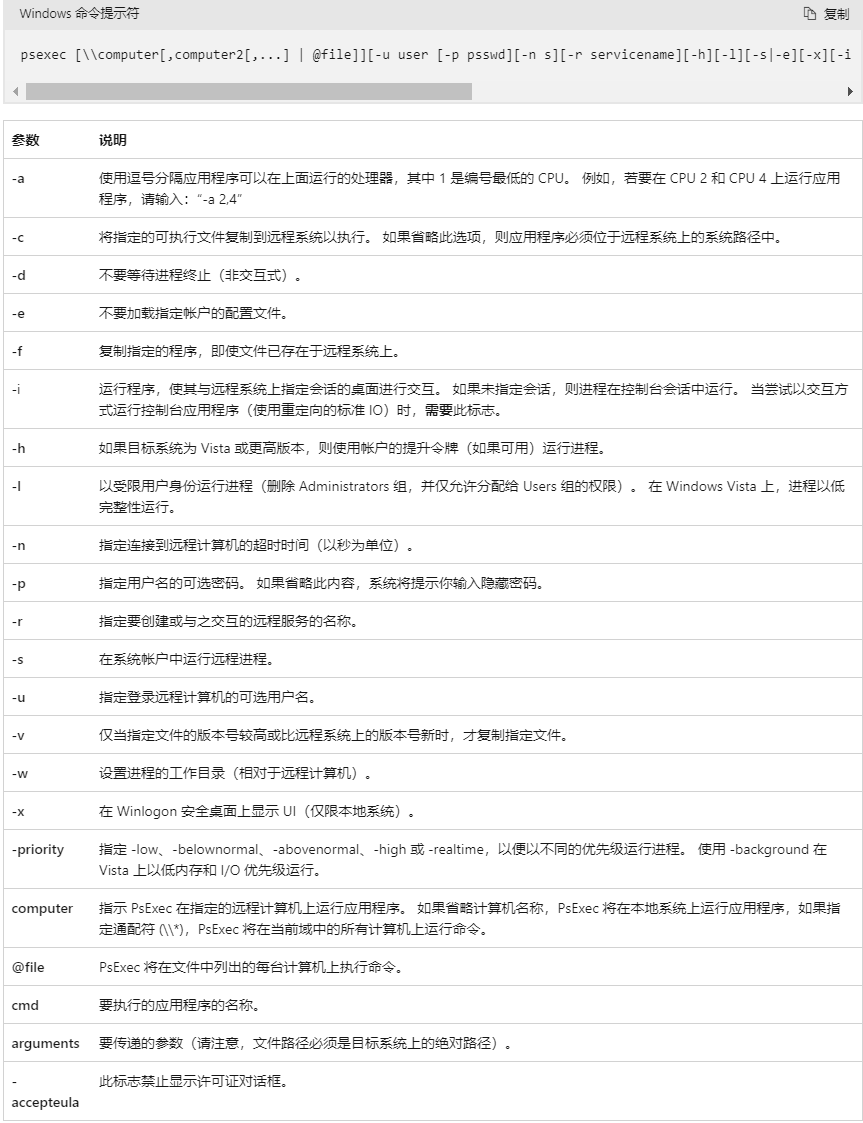 Windows 命令提示符
复制
psexec [\\computer[,computer2[,...] | @file]][-u user [-p psswd][-n s][-r servicename][-h][-l][-s|-e][-x][-i
参数 说明
-a 使用逗号分隔应用程序可以在上面运行的处理器，其中 1 是编号最低的 CPU。 例如，若要在 CPU 2 和 CPU 4 上运行应用
程序，请输入：“-a 2,4”
-c 将指定的可执行文件复制到远程系统以执行。 如果省略此选项，则应用程序必须位于远程系统上的系统路径中。
-d 不要等待进程终止（非交互式）。
-e 不要加载指定帐户的配置文件。
-f 复制指定的程序，即使文件已存在于远程系统上。
-i 运行程序，使其与远程系统上指定会话的桌面进行交互。 如果未指定会话，则进程在控制台会话中运行。 当尝试以交互方
式运行控制台应用程序（使用重定向的标准 IO）时，需要此标志。
-h 如果目标系统为 Vista 或更高版本，则使用帐户的提升令牌（如果可用）运行进程。
-l 以受限用户身份运行进程（删除 Administrators 组，并仅允许分配给 Users 组的权限）。 在 Windows Vista 上，进程以低
完整性运行。
-n 指定连接到远程计算机的超时时间（以秒为单位）。
-p 指定用户名的可选密码。 如果省略此内容，系统将提示你输入隐藏密码。
-r 指定要创建或与之交互的远程服务的名称。
-s 在系统帐户中运行远程进程。
-u 指定登录远程计算机的可选用户名。
-v 仅当指定文件的版本号较高或比远程系统上的版本号新时，才复制指定文件。
-w 设置进程的工作目录（相对于远程计算机）。
-x 在 Winlogon 安全桌面上显示 UI（仅限本地系统）。
-priority 指定 -low、-belownormal、-abovenormal、-high 或 -realtime，以便以不同的优先级运行进程。 使用 -background 在
Vista 上以低内存和 I/O 优先级运行。
computer 指示 PsExec 在指定的远程计算机上运行应用程序。 如果省略计算机名称，PsExec 将在本地系统上运行应用程序，如果指
定通配符 (\\*)，PsExec 将在当前域中的所有计算机上运行命令。
@file PsExec 将在文件中列出的每台计算机上执行命令。
cmd 要执行的应用程序的名称。
arguments 要传递的参数（请注意，文件路径必须是目标系统上的绝对路径）。
- 此标志禁止显示许可证对话框。
accepteula